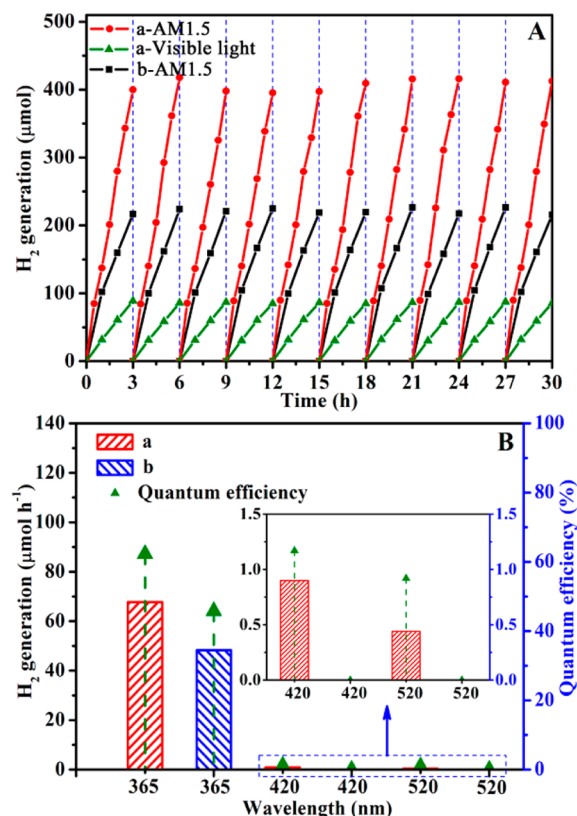 a-AM1.5
a-Visible light
b-AM1.5
A
H2 generation (μmol)
500
400
300
200
100
0
0 3 6 9 12 15 18 21 24 27 30
Time (h)
B
a
b
Quantum efficiency
H2 generation (μmol h-1)
140
120
100
80
60
40
20
0
Quantum efficiency (%)
100
80
60
40
20
0
1.5 1.5
1.0 1.0
0.5 0.5
0.0 0.0
420 420 520 520
365 365 420 420 520 520
Wavelength (nm)